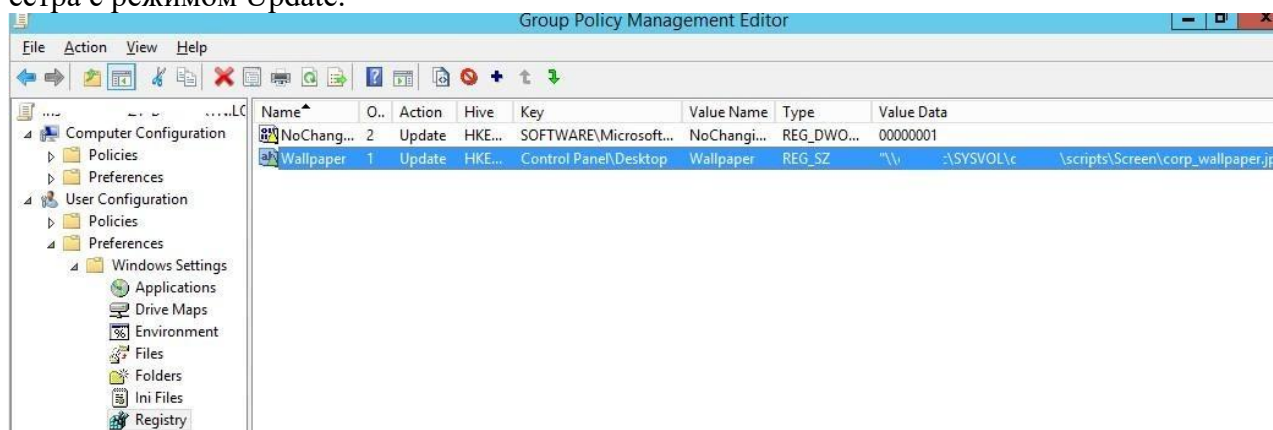 сетра с режимом Update.
Group Policy Management Editor
File Action View Help
Name O.. Action Hive Key Value Name Type Value Data
NoChang... 2 Update HKE... SOFTWARE\Microsoft... NoChangi... REG_DWO... 00000001
Wallpaper 1 Update HKE... Control Panel\Desktop Wallpaper REG_SZ "\\ :\SYSVOL\c \scripts\Screen\corp_wallpaper.jp
Computer Configuration
Policies
Preferences
User Configuration
Policies
Preferences
Windows Settings
Applications
Drive Maps
Environment
Files
Folders
Ini Files
Registry